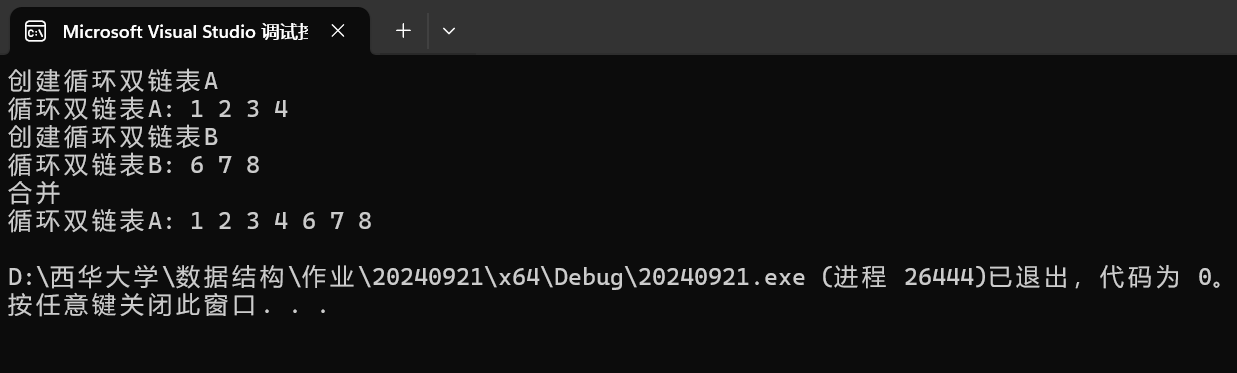 Microsoft Visual Studio 调试
创建循环双链表A
循环双链表A: 1 2 3 4
创建循环双链表B
循环双链表B: 6 7 8
合并
循环双链表A: 1 2 3 4 6 7 8
D:\西华大学\数据结构\作业\20240921\x64\Debug\20240921.exe (进程 26444)已退出，代码为 0。
按任意键关闭此窗口. . .